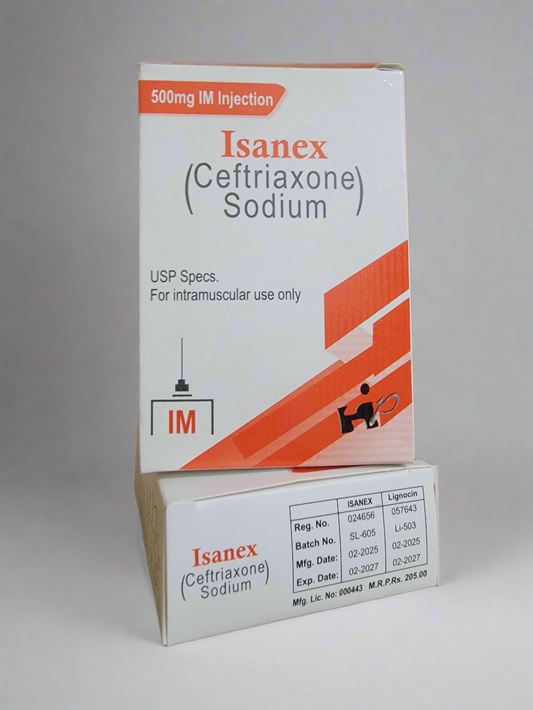 500mg IM Injection
Isanex
(Ceftriaxone)
Sodium
USP Specs.
For intramuscular use only
IM
Hip
Isanex
(Ceftriaxone)
Sodium
ISANEX Lignocin
Reg. No. 024656 057643
Batch No. SL-605 Li-503
Mfg. Date: 02-2025 02-2025
Exp. Date: 02-2027 02-2027
Mfg. Lic. No: 000443 M.R.P.Rs. 205.00